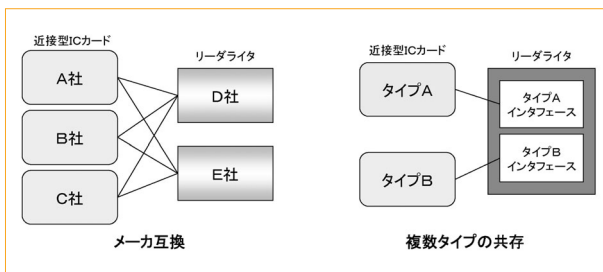 近接型ICカード
リーダライタ
A社
B社
C社
D社
E社
メーカ互換
近接型ICカード
リーダライタ
タイプA
タイプB
タイプA
インタフェース
タイプB
インタフェース
複数タイプの共存